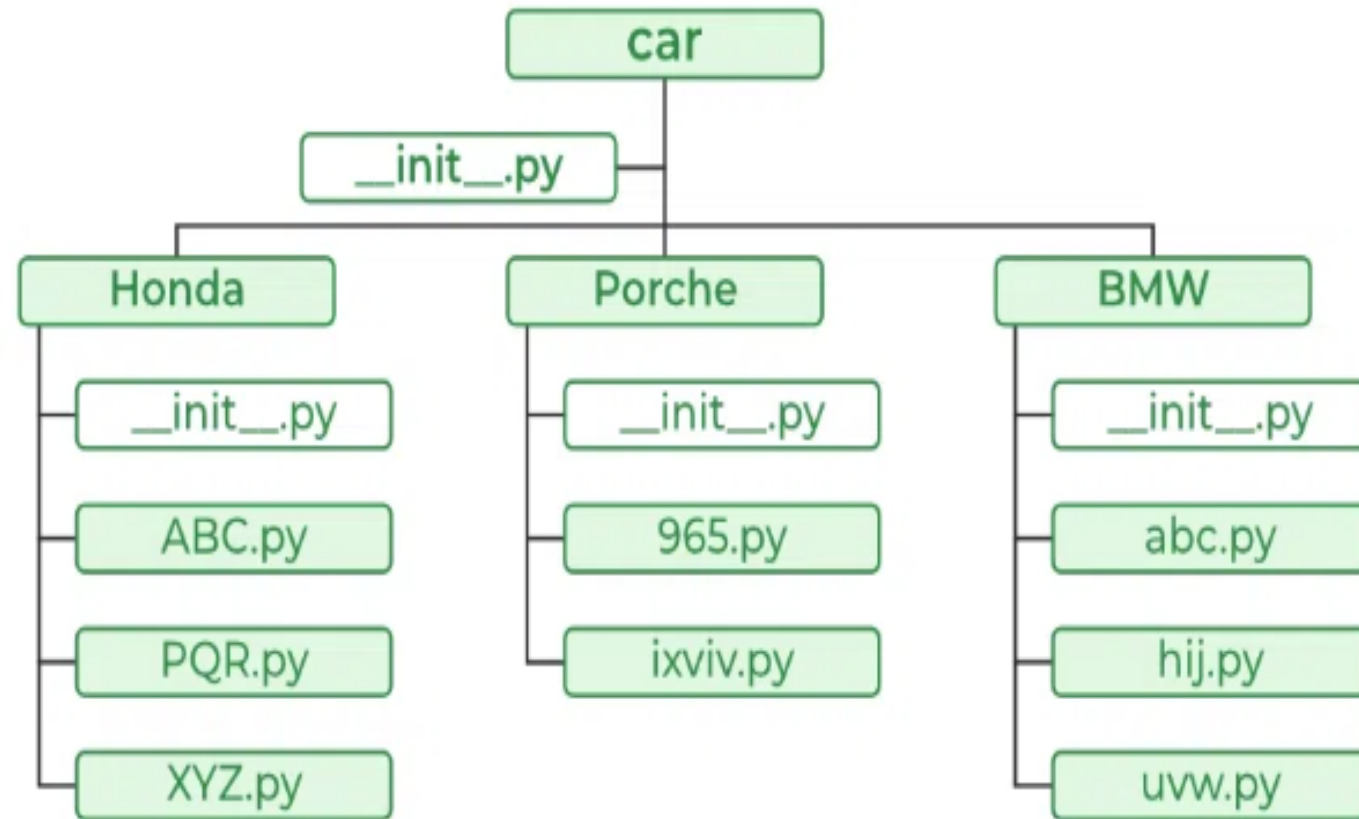 car
__init__.py
Honda
Porche
BMW
__init__.py
__init__.py
__init__.py
ABC.py
965.py
abc.py
PQR.py
ixviv.py
hij.py
XYZ.py
uvw.py